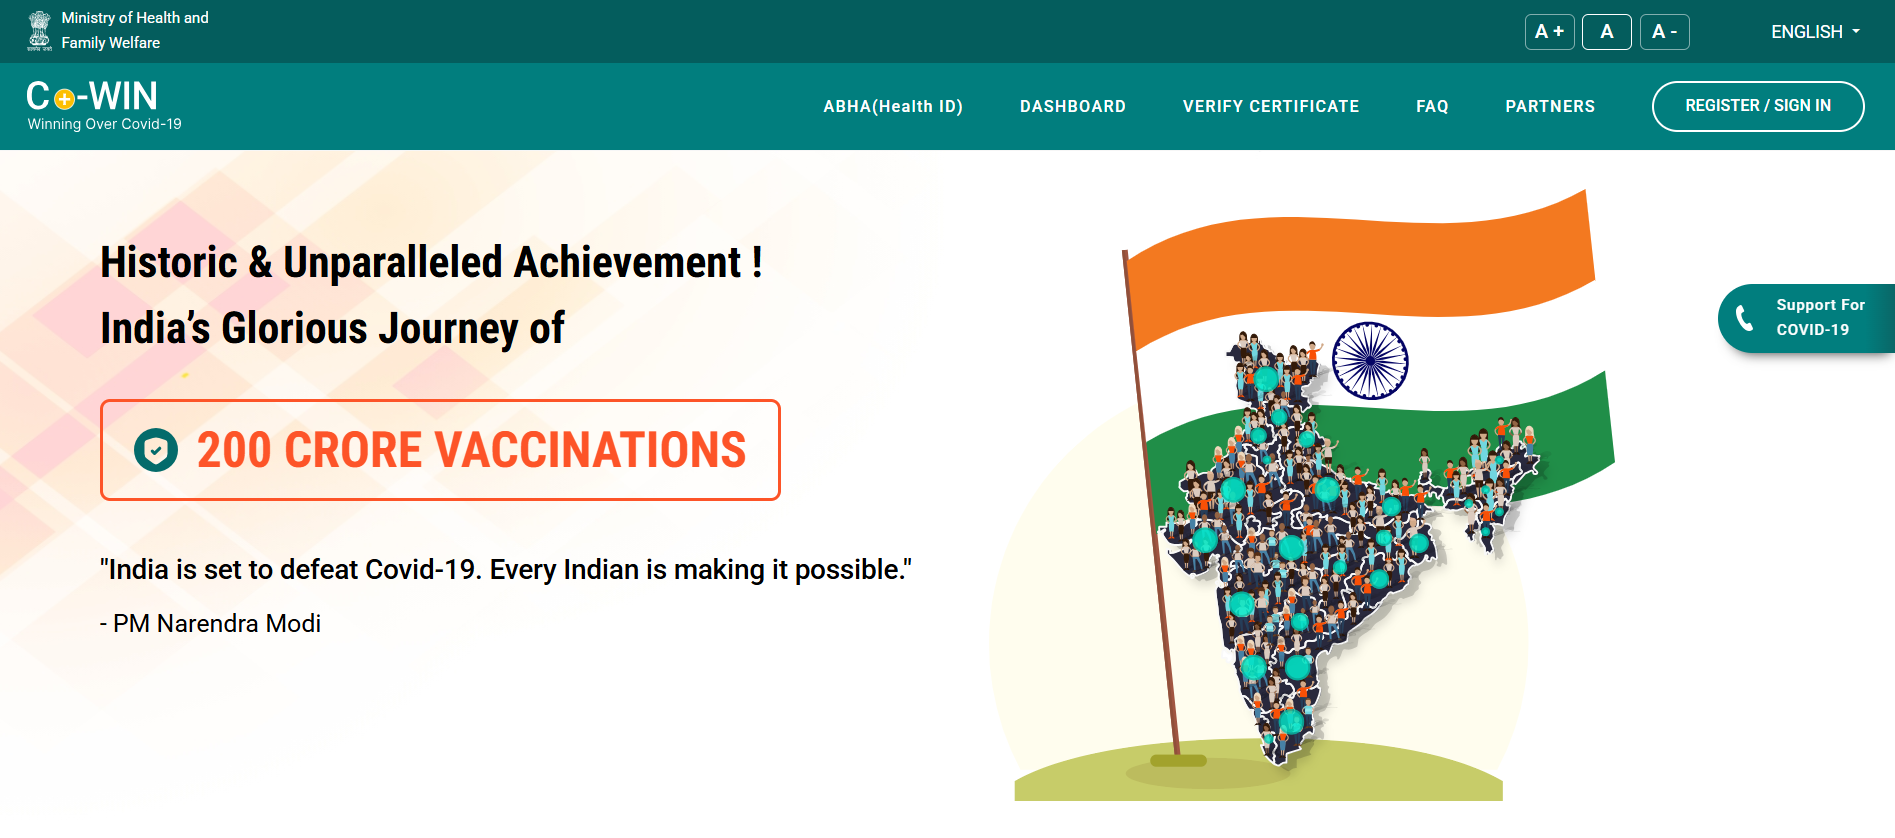 Ministry of Health and
Family Welfare
A +
A
A -
ENGLISH
Co-WIN
Winning Over Covid-19
ABHA(Health ID)
DASHBOARD
VERIFY CERTIFICATE
FAQ
PARTNERS
REGISTER / SIGN IN
Historic & Unparalleled Achievement !
India’s Glorious Journey of
200 CRORE VACCINATIONS
"India is set to defeat Covid-19. Every Indian is making it possible."
- PM Narendra Modi
Support For
COVID-19